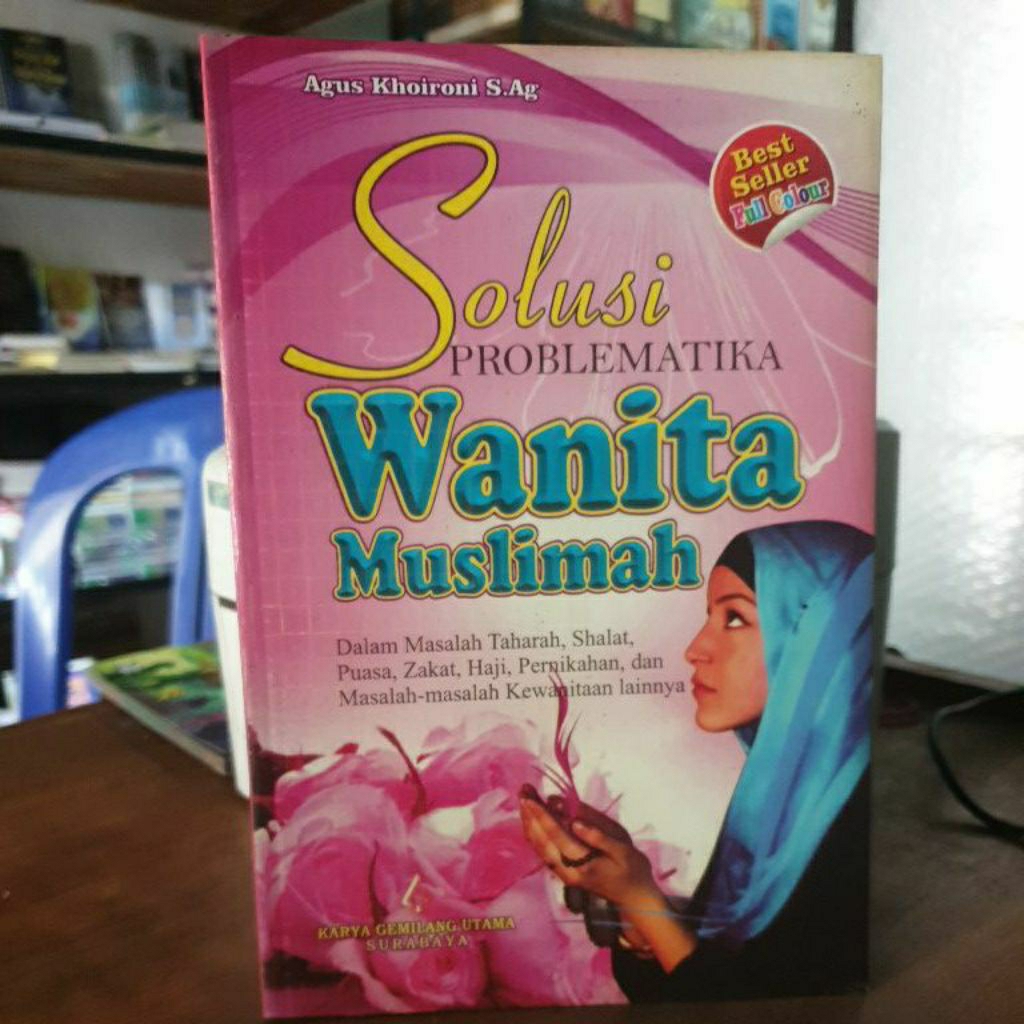 Agus Khoironi S.Ag
Best
Seller
Full Colour
Solusi
PROBLEMATIKA
Wanita
Muslimah
Dalam Masalah Taharah, Shalat,
Puasa, Zakat, Haji, Pernikahan, dan
Masalah-masalah Kewanitaan lainnya
KARYA GEMILANG UTAMA
SURABAYA